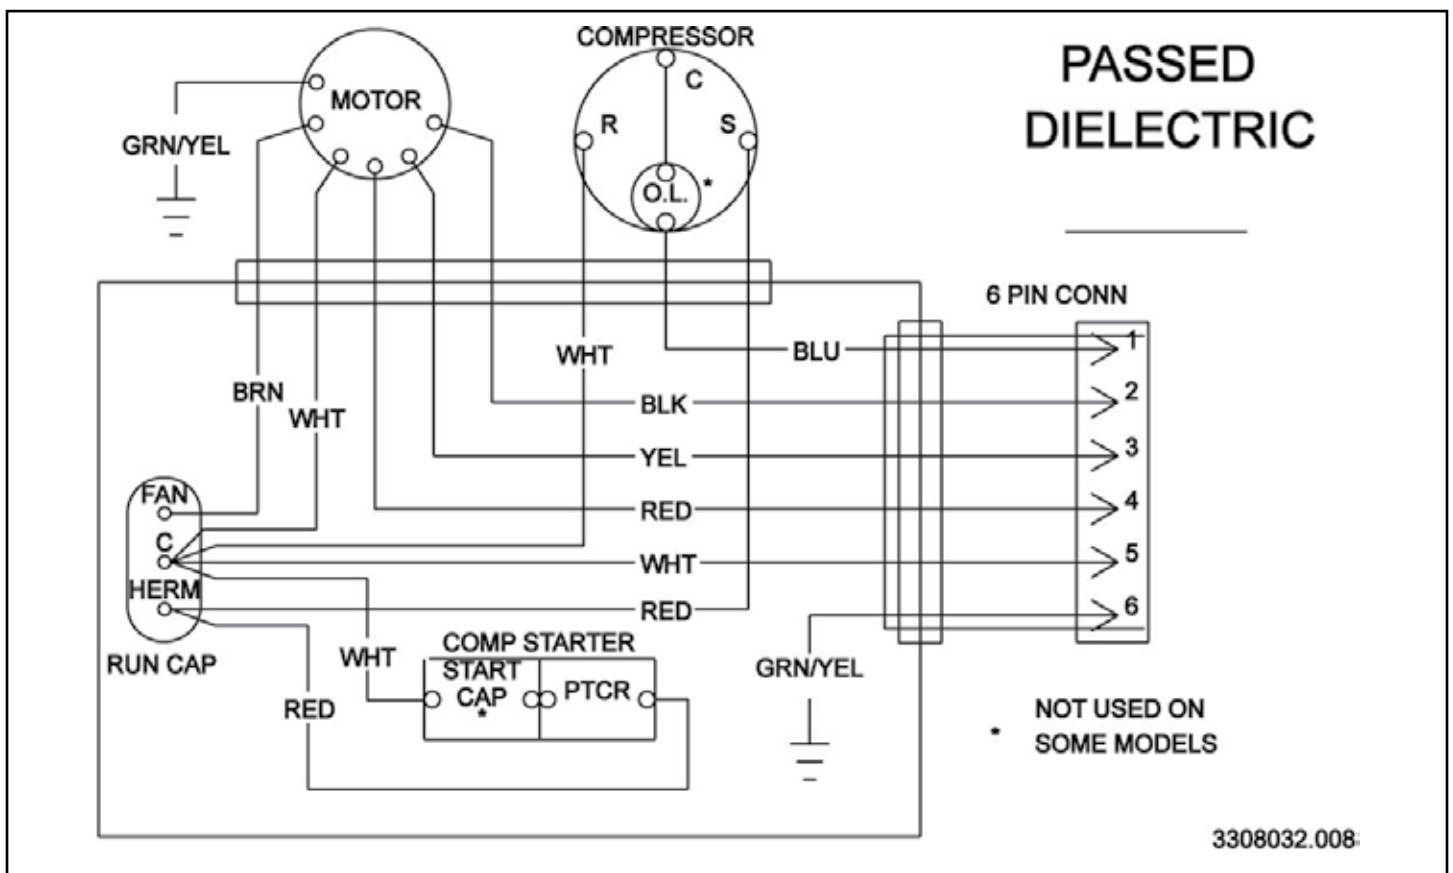 COMPRESSOR
PASSED
DIELECTRIC
MOTOR
C
R
S
GRN/YEL
O.L. *
6 PIN CONN
1
WHT
BLU
BRN
WHT
BLK
2
YEL
3
FAN
RED
4
C
WHT
5
HERM
RED
6
RUN CAP
WHT
COMP STARTER
START
CAP
*
PTCR
GRN/YEL
RED
* NOT USED ON
SOME MODELS
3308032.008